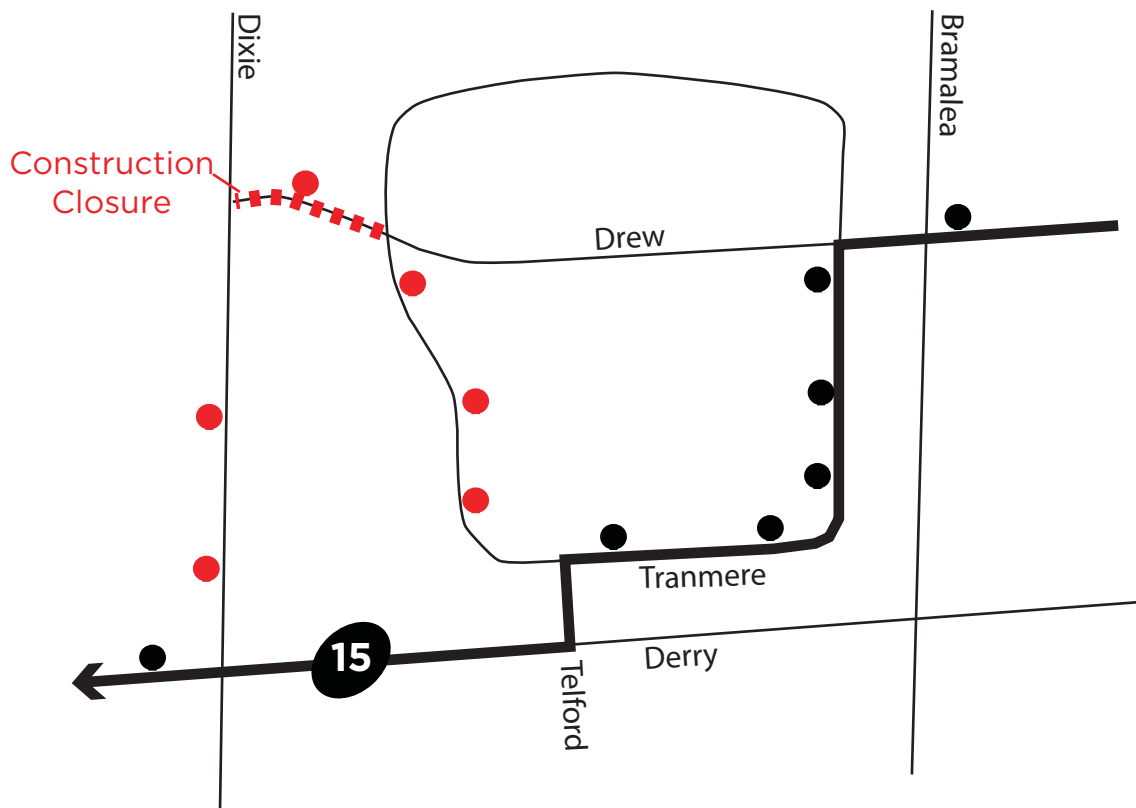 Dixie
Bramalea
Construction
Closure
Drew
Tranmere
15
Derry
Telford